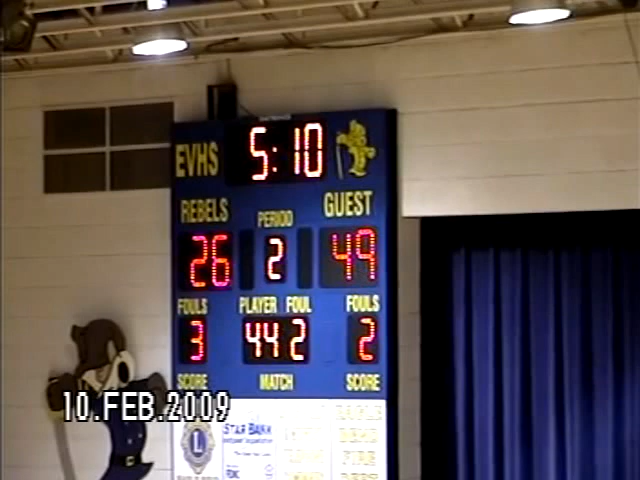 EVHS 5:10
REBELS GUEST
PERIOD
26 2 49
FOULS PLAYER FOUL FOULS
3 44 2 2
SCORE MATCH SCORE
10.FEB.2009
L STAR BANK